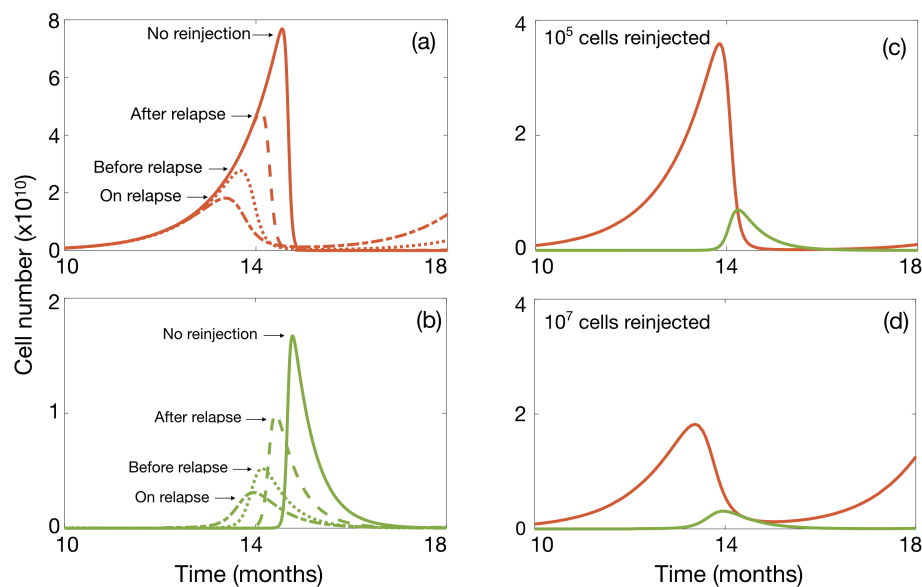 8
6
4
2
0
10
14
18
No reinjection
After relapse
Before relapse
On relapse
(a)
4
2
0
10
14
18
10⁵ cells reinjected
(c)
Cell number (x10¹⁰)
2
1
0
10
14
18
No reinjection
After relapse
Before relapse
On relapse
(b)
Time (months)
4
2
0
10
14
18
10⁷ cells reinjected
(d)
Time (months)